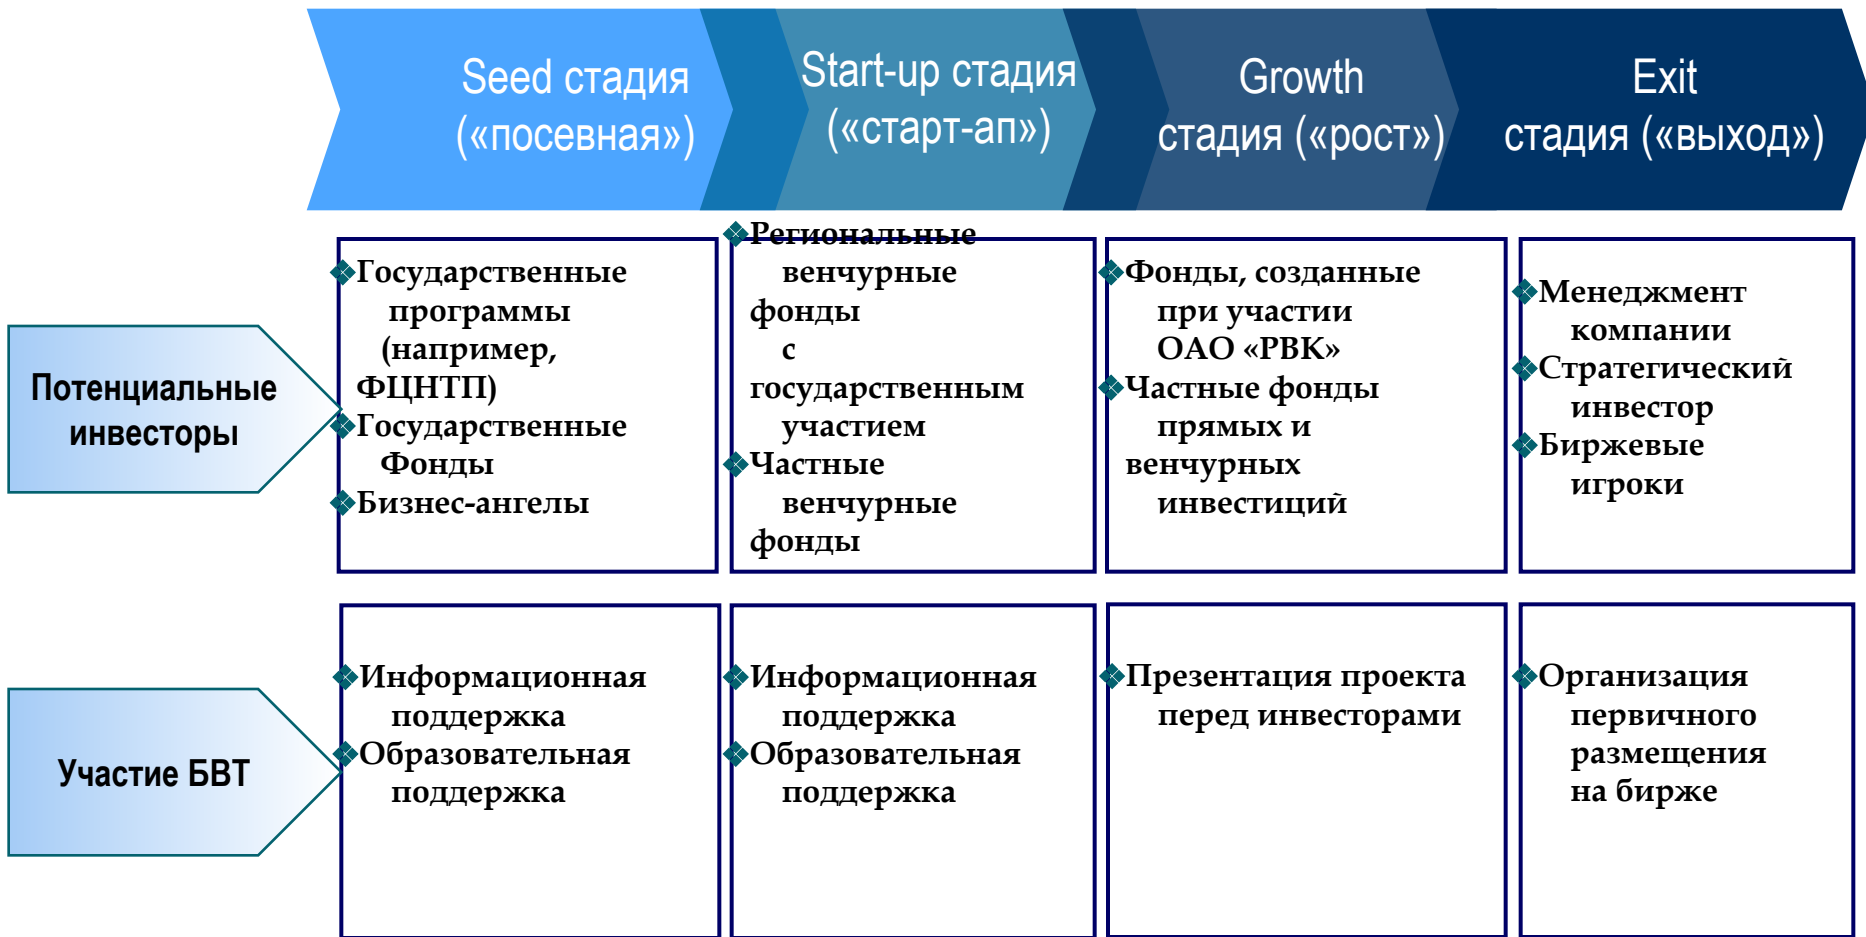 Seed стадия
(«посевная»)
Start-up стадия
(«старт-ап»)
Growth
стадия («рост»)
Exit
стадия («выход»)
Потенциальные
инвесторы
Государственные
программы
(например,
ФЦНТП)
Государственные
Фонды
Бизнес-ангелы
Региональные
венчурные
фонды
с
государственным
участием
Частные
венчурные
фонды
Фонды, созданные
при участии
ОАО «РВК»
Частные фонды
прямых и
венчурных
инвестиций
Менеджмент
компании
Стратегический
инвестор
Биржевые
игроки
Участие БВТ
Информационная
поддержка
Образовательная
поддержка
Информационная
поддержка
Образовательная
поддержка
Презентация проекта
перед инвесторами
Организация
первичного
размещения
на бирже